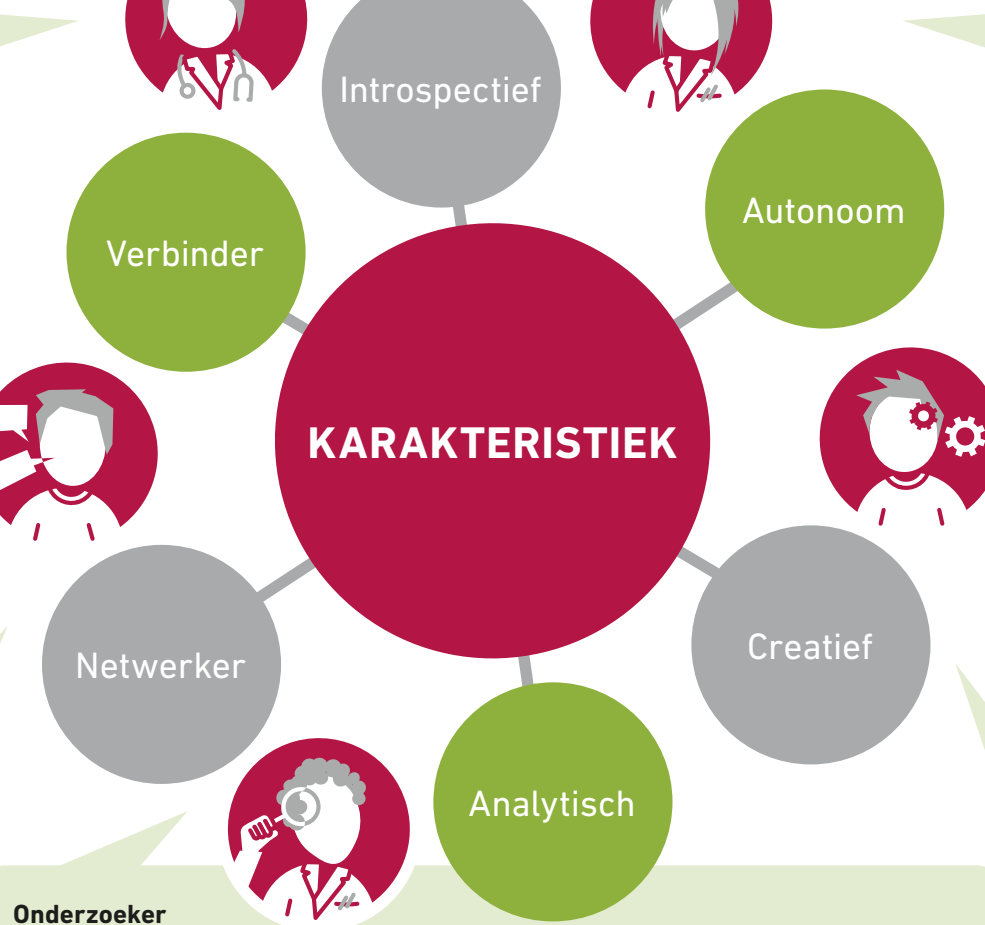 Introspectief
Autonoom
Verbinder
KARAKTERISTIEK
Creatief
Netwerker
Analytisch
Onderzoeker